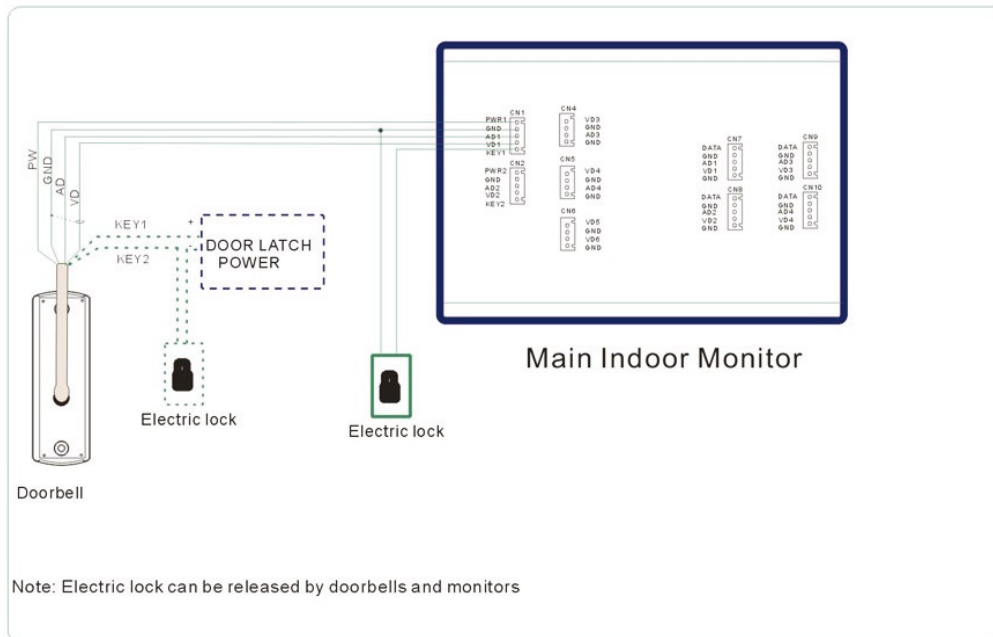 CN1
PWR1
GND
AD1
VD1
KEY1
CN2
PWR2
GND
AD2
VD2
KEY2
CN4
VD3
GND
AD3
GND
CN5
VD4
GND
AD4
GND
CN6
VD5
GND
VD6
GND
CN7
DATA
GND
AD1
VD1
GND
CN8
DATA
GND
AD2
VD2
GND
CN9
DATA
GND
AD3
VD3
GND
CN10
DATA
GND
AD4
VD4
GND
PW
GND
AD
VD
KEY1
KEY2
+
-
DOOR LATCH
POWER
Main Indoor Monitor
Electric lock
Electric lock
Doorbell
Note: Electric lock can be released by doorbells and monitors